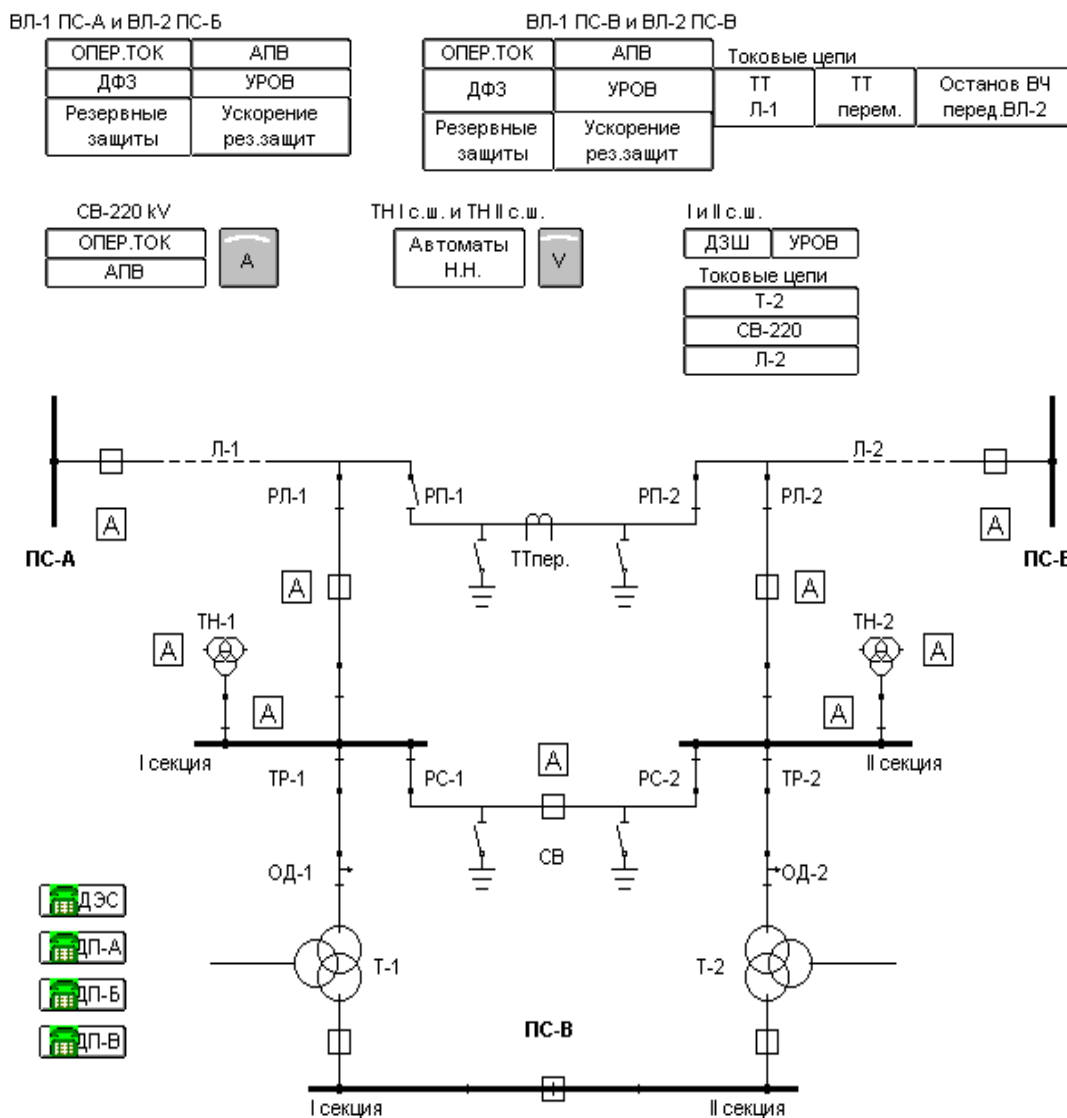 ВЛ-1 ПС-А и ВЛ-2 ПС-Б
ОПЕР.ТОК
АПВ
ДФЗ
УРОВ
Резервные
защиты
Ускорение
рез.защит
ВЛ-1 ПС-В и ВЛ-2 ПС-В
ОПЕР.ТОК
АПВ
ДФЗ
УРОВ
Резервные
защиты
Ускорение
рез.защит
Токовые цепи
ТТ
Л-1
ТТ
перем.
Останов ВЧ
перед.ВЛ-2
СВ-220 kV
ОПЕР.ТОК
АПВ
A
ТН I с.ш. и ТН II с.ш.
Автоматы
Н.Н.
V
I и II с.ш.
ДЗШ
УРОВ
Токовые цепи
Т-2
СВ-220
Л-2
Л-1
Л-2
РЛ-1
РП-1
РП-2
РЛ-2
А
А
ПС-А
ТТпер.
ПС-Б
А
А
ТН-1
ТН-2
А
А
А
А
I секция
ТР-1
РС-1
А
РС-2
ТР-2
II секция
СВ
ОД-1
ОД-2
ДЭС
ДП-А
ДП-Б
ДП-В
Т-1
Т-2
ПС-В
I секция
II секция